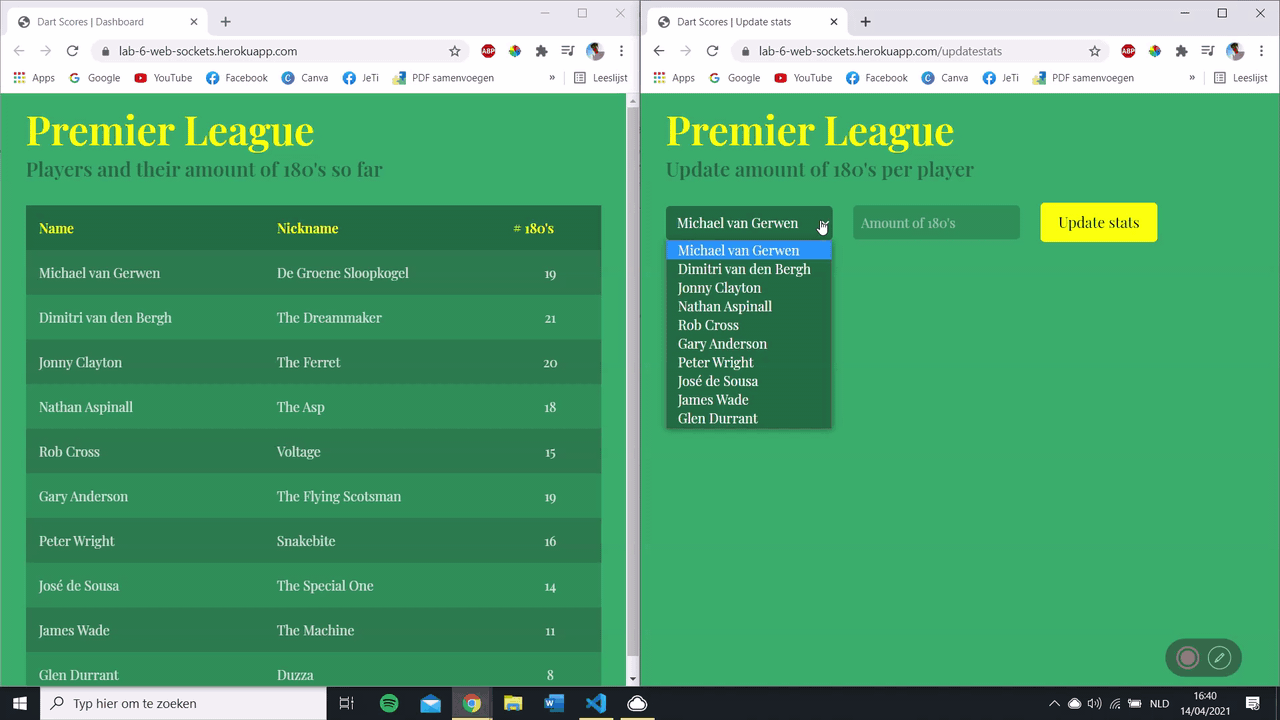 Dart Scores | Dashboard
lab-6-web-sockets.herokuapp.com
ABP
Apps Google YouTube Facebook Canva JeTi PDF samenvoegen » Leeslijst
Premier League
Players and their amount of 180's so far
Name Nickname # 180's
Michael van Gerwen De Groene Sloopkogel 19
Dimitri van den Bergh The Dreammaker 21
Jonny Clayton The Ferret 20
Nathan Aspinall The Asp 18
Rob Cross Voltage 15
Gary Anderson The Flying Scotsman 19
Peter Wright Snakebite 16
José de Sousa The Special One 14
James Wade The Machine 11
Glen Durrant Duzza 8
Dart Scores | Update stats
lab-6-web-sockets.herokuapp.com/updatestats
ABP
Apps Google YouTube Facebook Canva JeTi PDF samenvoegen » Leeslijst
Premier League
Update amount of 180's per player
Michael van Gerwen Amount of 180's Update stats
Michael van Gerwen
Dimitri van den Bergh
Jonny Clayton
Nathan Aspinall
Rob Cross
Gary Anderson
Peter Wright
José de Sousa
James Wade
Glen Durrant
Typ hier om te zoeken
NLD
16:40
14/04/2021